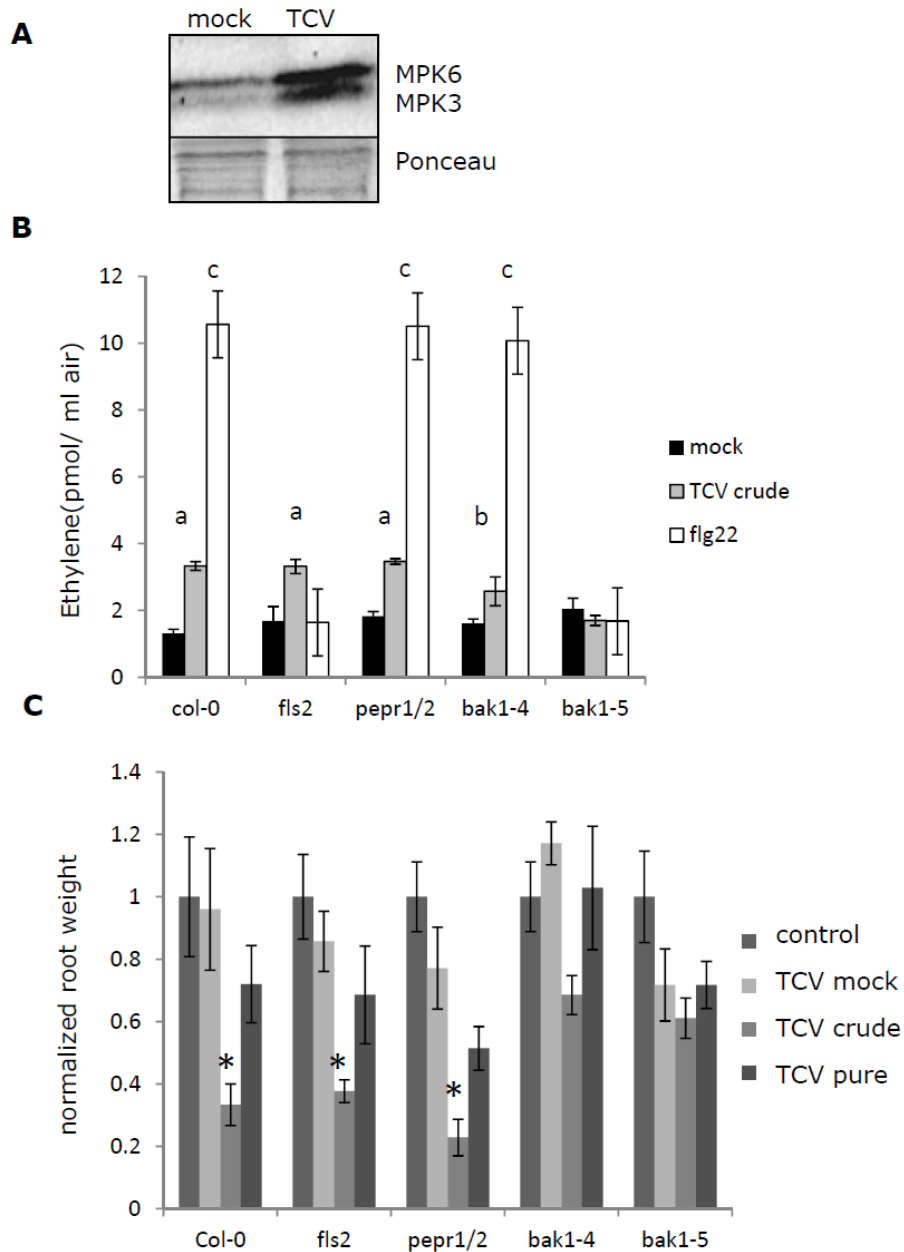 A
mock TCV
MPK6
MPK3
Ponceau
B
Ethylene(pmol/ ml air)
12
10
8
6
4
2
0
c c c
a a a b
mock
TCV crude
flg22
col-0 fls2 pepr1/2 bak1-4 bak1-5
C
normalized root weight
1.4
1.2
1
0.8
0.6
0.4
0.2
0
* * *
control
TCV mock
TCV crude
TCV pure
Col-0 fls2 pepr1/2 bak1-4 bak1-5